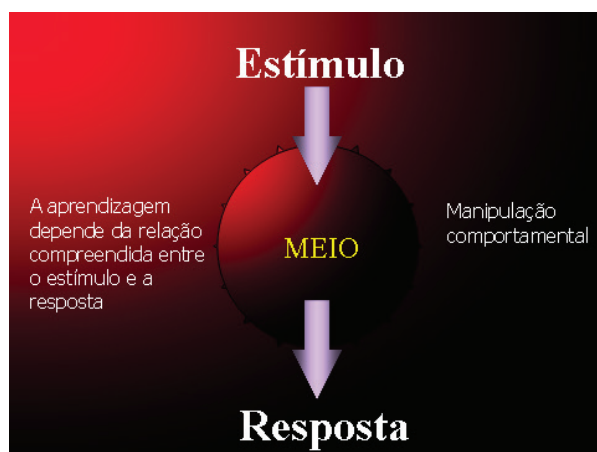 Estímulo
A aprendizagem
depende da relação
compreendida entre
o estímulo e a
resposta
MEIO
Manipulação
comportamental
Resposta